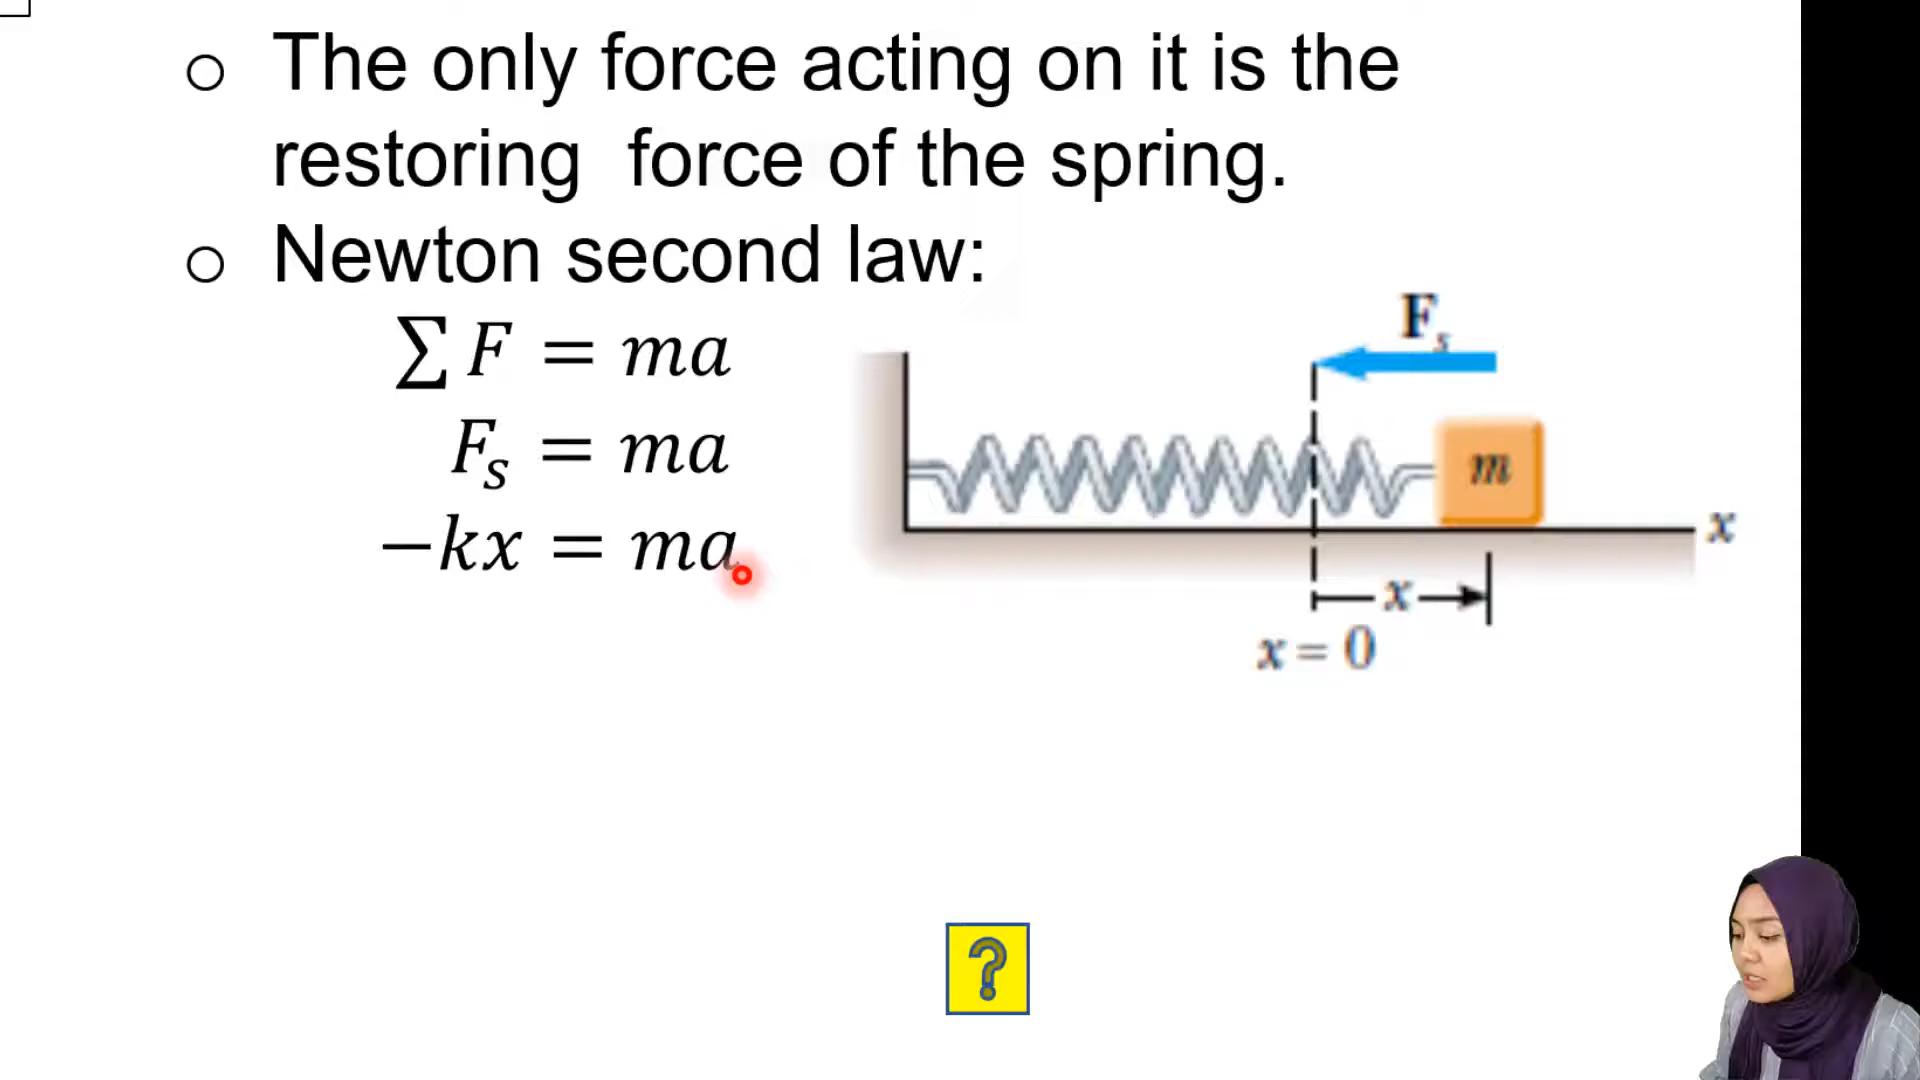 o The only force acting on it is the
restoring force of the spring.
o Newton second law:
∑ F = ma
Fₛ = ma
−kx = ma
Fₛ
m
x
x
x = 0
?